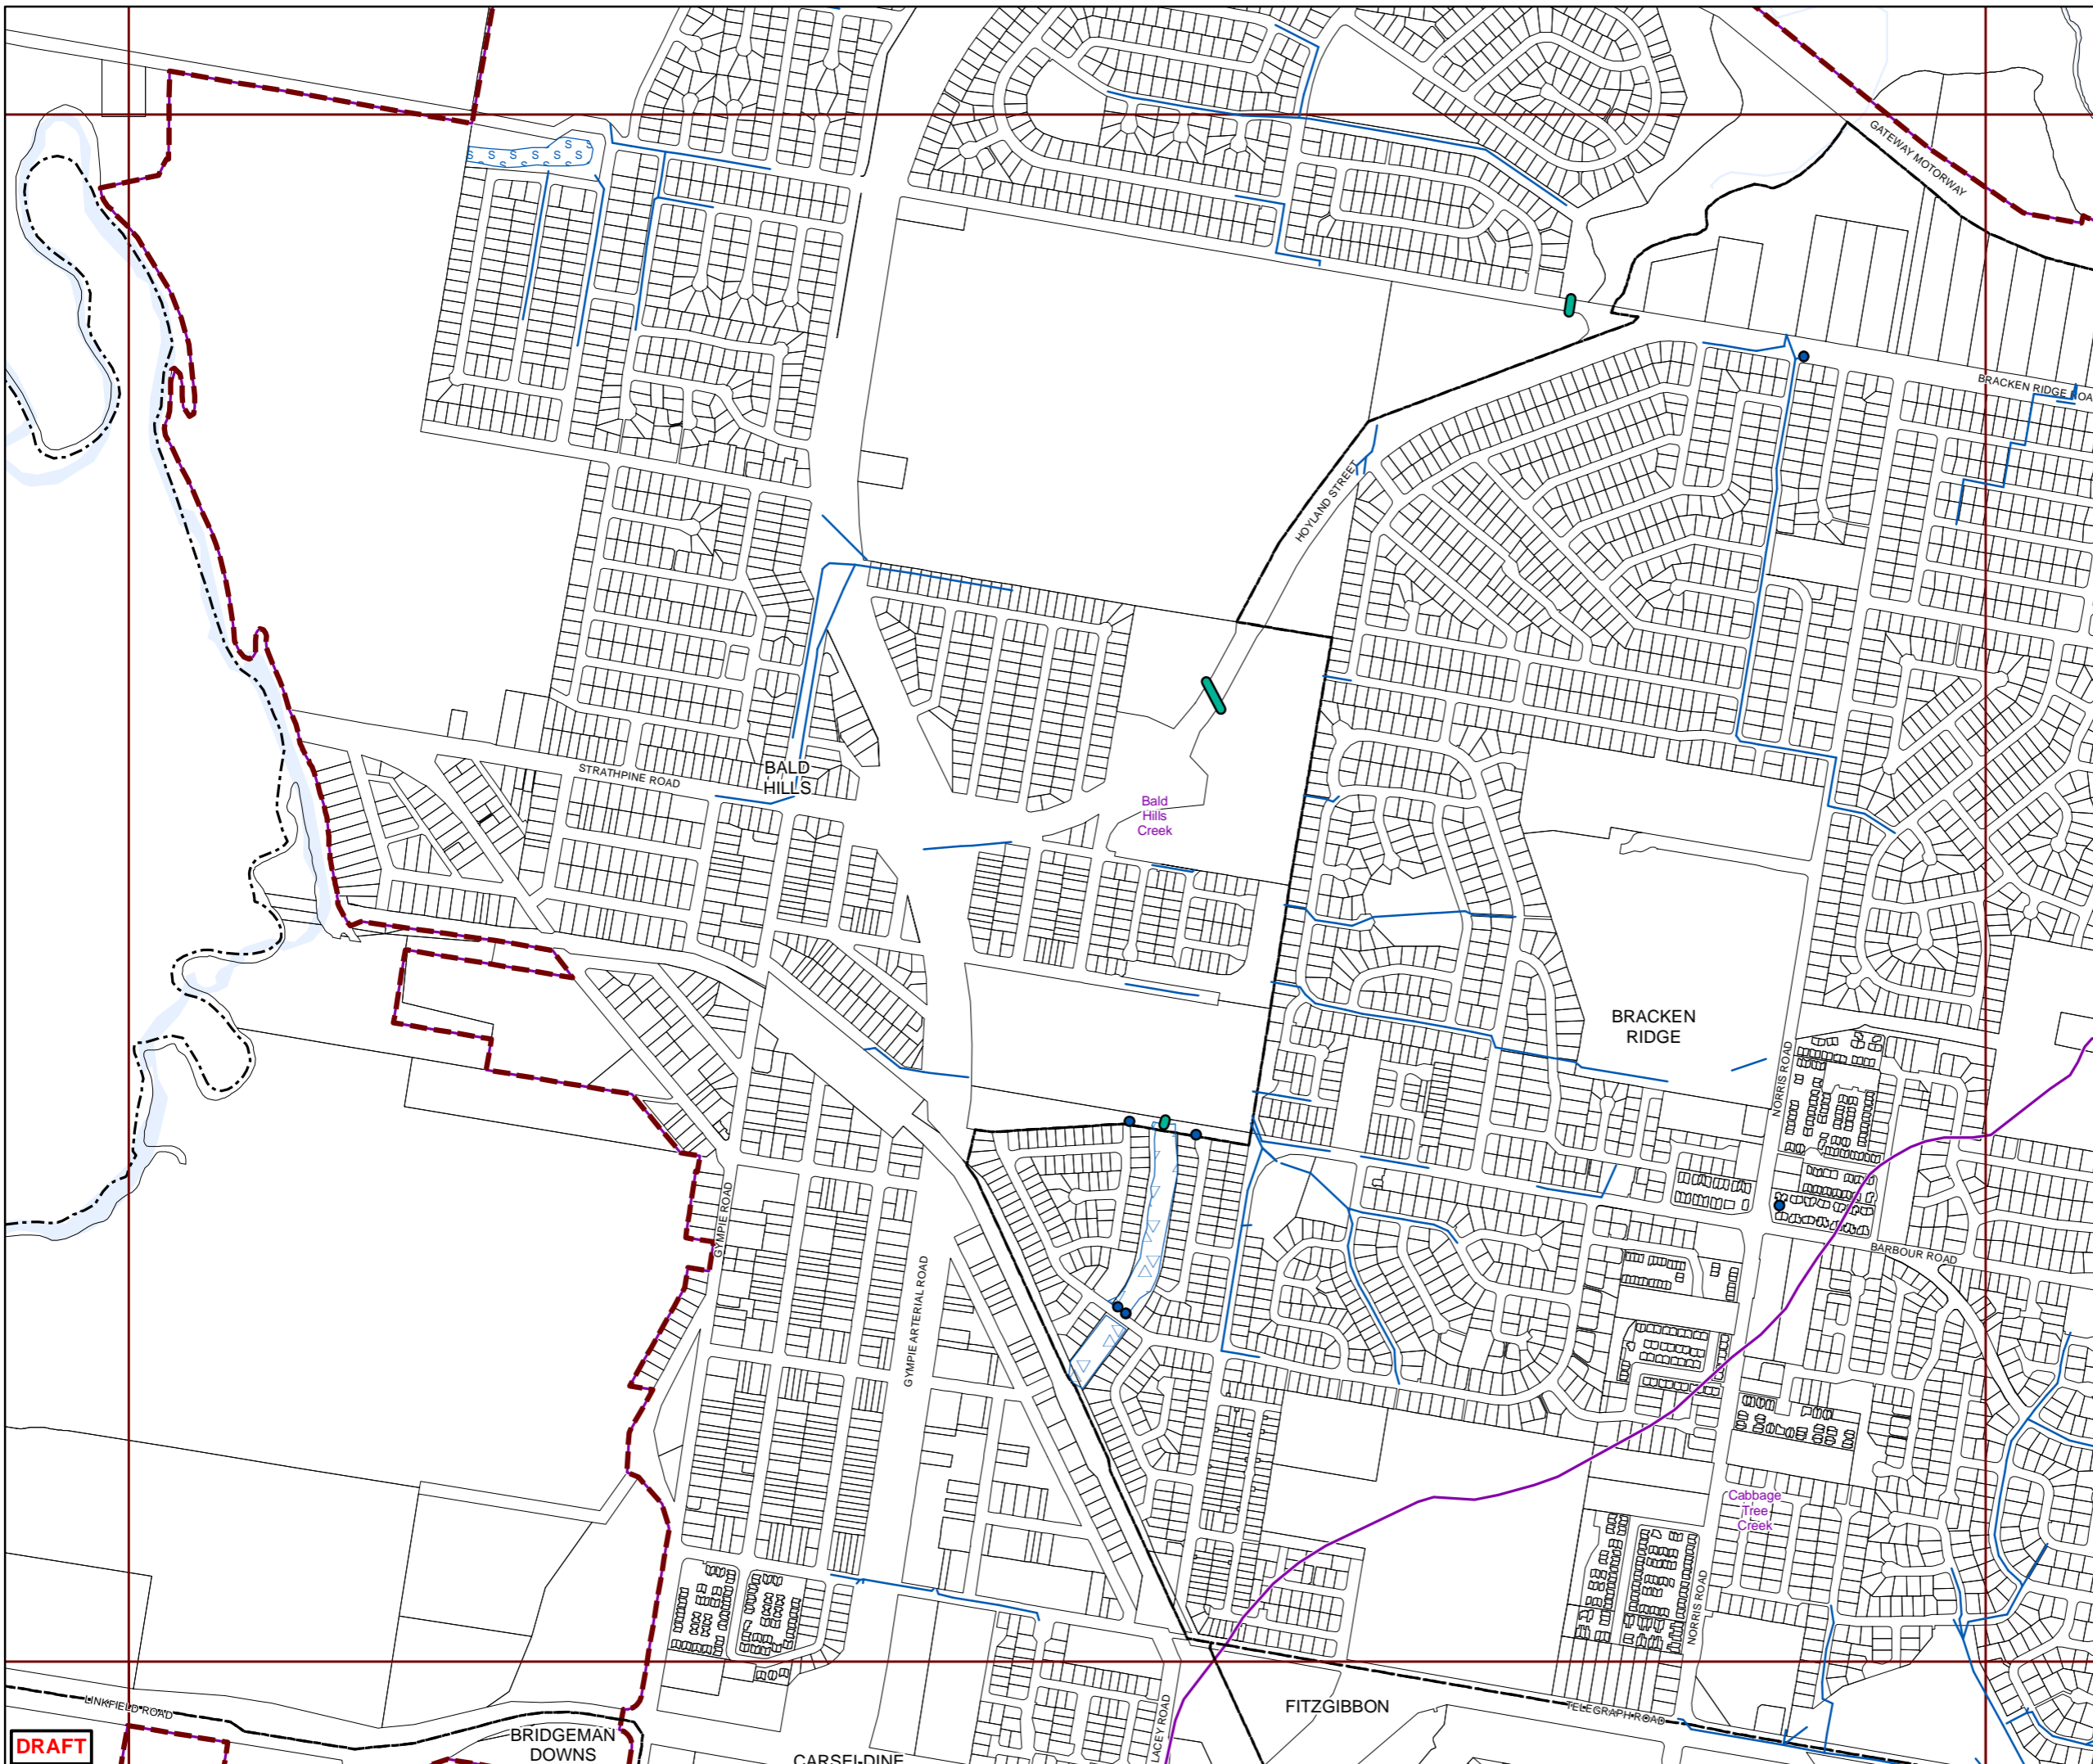 GATEWAY MOTORWAY
BRACKEN RIDGE ROA
HOYLAND STREET
STRATHPINE ROAD
BALD
HILLS
Bald
Hills
Creek
BRACKEN
RIDGE
NORRIS ROAD
GYMPIE ROAD
GYMPIE ARTERIAL ROAD
BARBOUR ROAD
Cabbage
Tree
Creek
NORRIS ROAD
LINKFIELD ROAD
LACEY ROAD
FITZGIBBON
TELEGRAPH ROAD
DRAFT
BRIDGEMAN
DOWNS
CARSELDINE